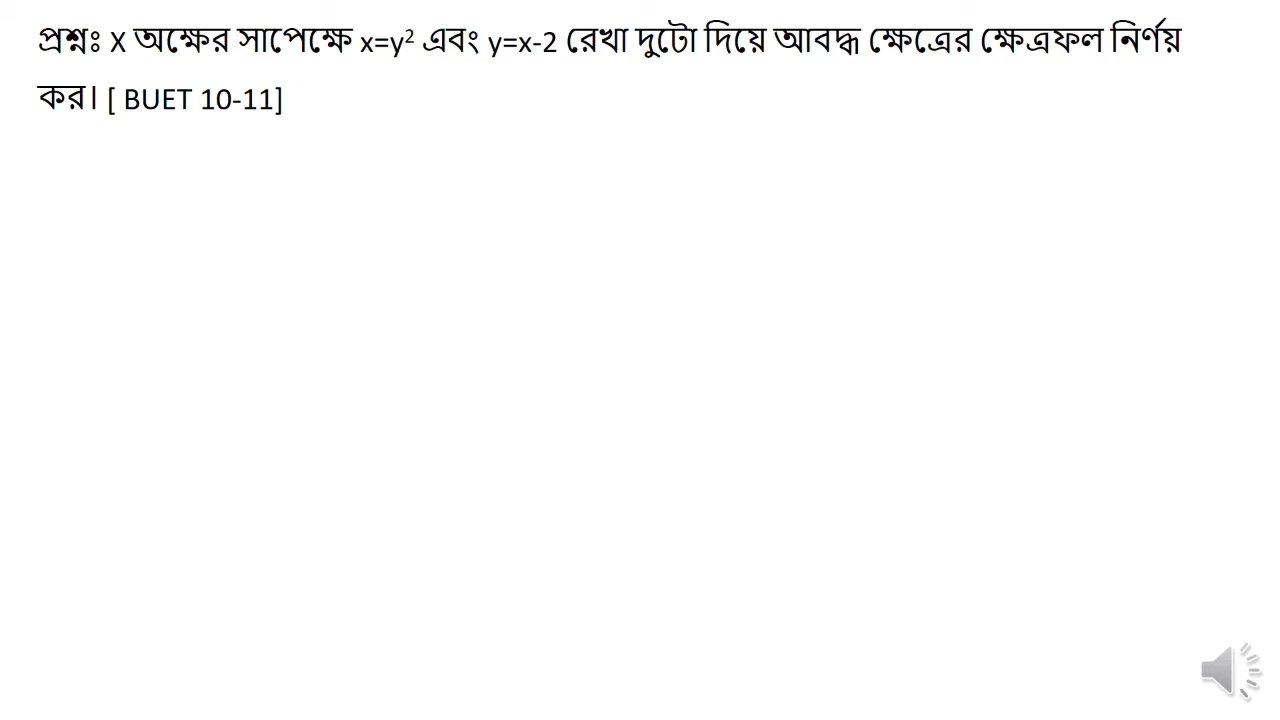 প্রশ্নঃ X অক্ষের সাপেক্ষে x=y² এবং y=x-2 রেখা দুটো দিয়ে আবদ্ধ ক্ষেত্রের ক্ষেত্রফল নির্ণয়
কর। [ BUET 10-11]